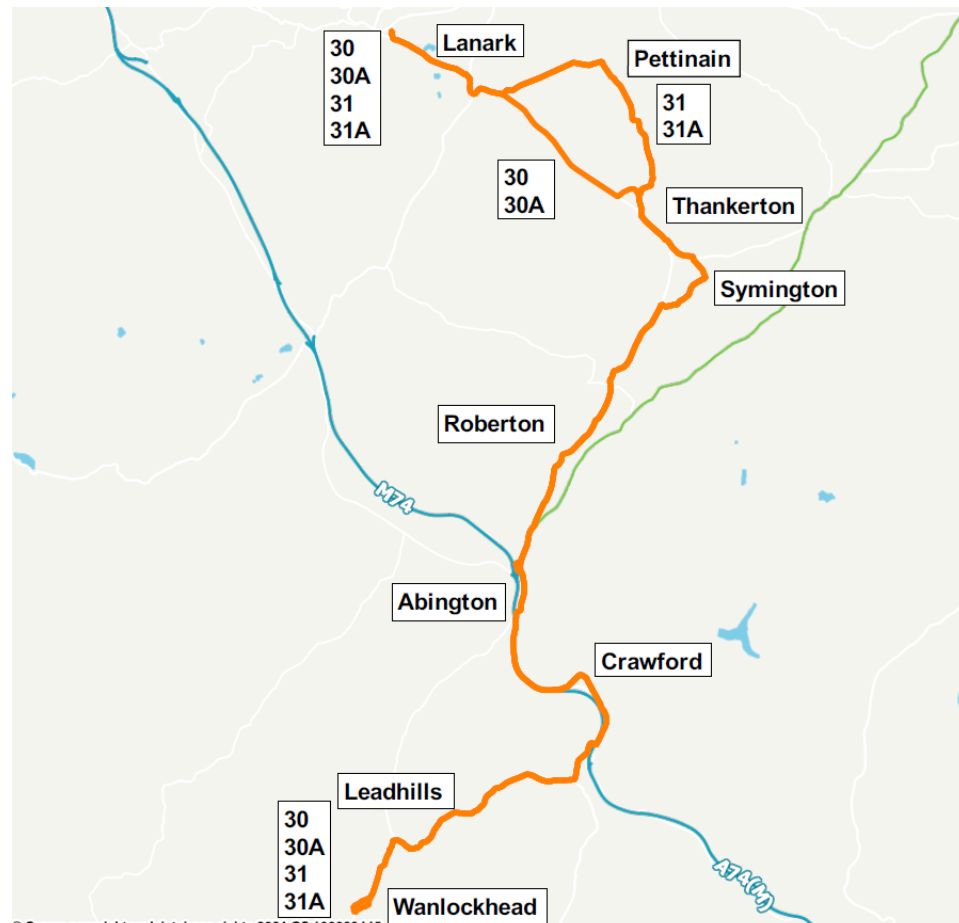 30
30A
31
31A
Lanark
Pettinain
31
31A
30
30A
Thankerton
Symington
Roberton
M74
Abington
Crawford
Leadhills
30
30A
31
31A
A74(M)
Wanlockhead